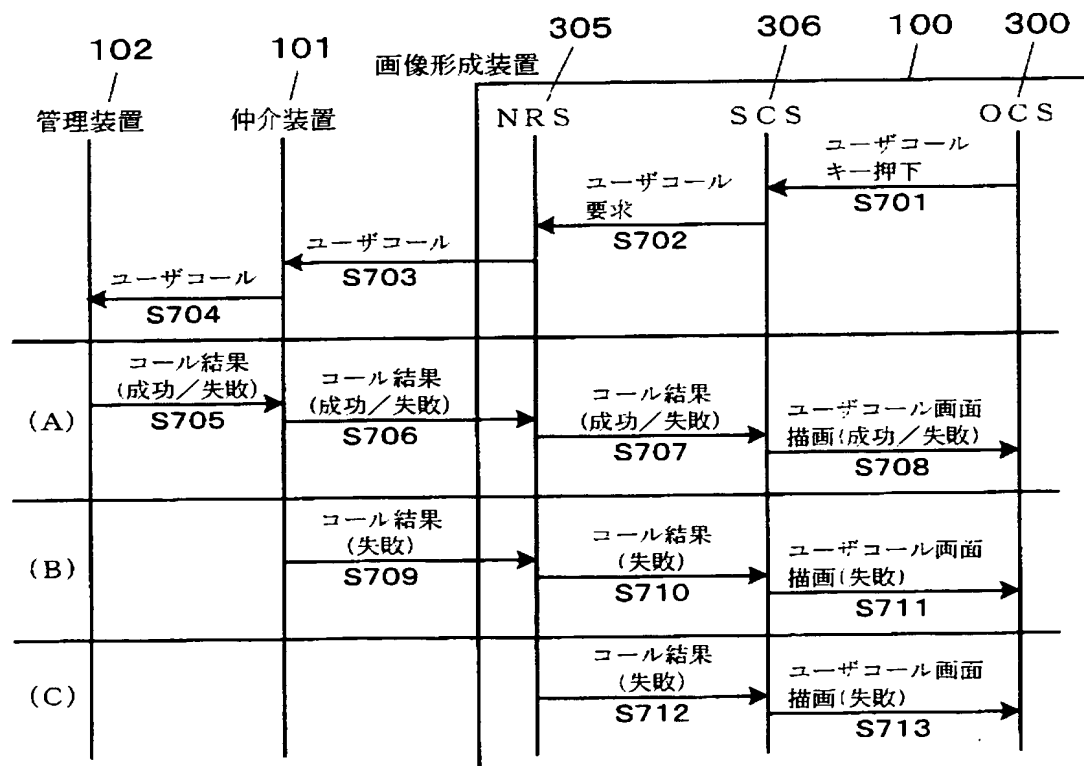 305 306 100 300
102 101
画像形成装置
管理装置 仲介装置 NRS SCS OCS
ユーザコール
キー押下
S701
ユーザコール
要求
S702
ユーザコール
S703
ユーザコール
S704
(A)
コール結果
(成功／失敗)
S705
コール結果
(成功／失敗)
S706
コール結果
(成功／失敗)
S707
ユーザコール画面
描画(成功／失敗)
S708
(B)
コール結果
(失敗)
S709
コール結果
(失敗)
S710
ユーザコール画面
描画(失敗)
S711
(C)
コール結果
(失敗)
S712
ユーザコール画面
描画(失敗)
S713